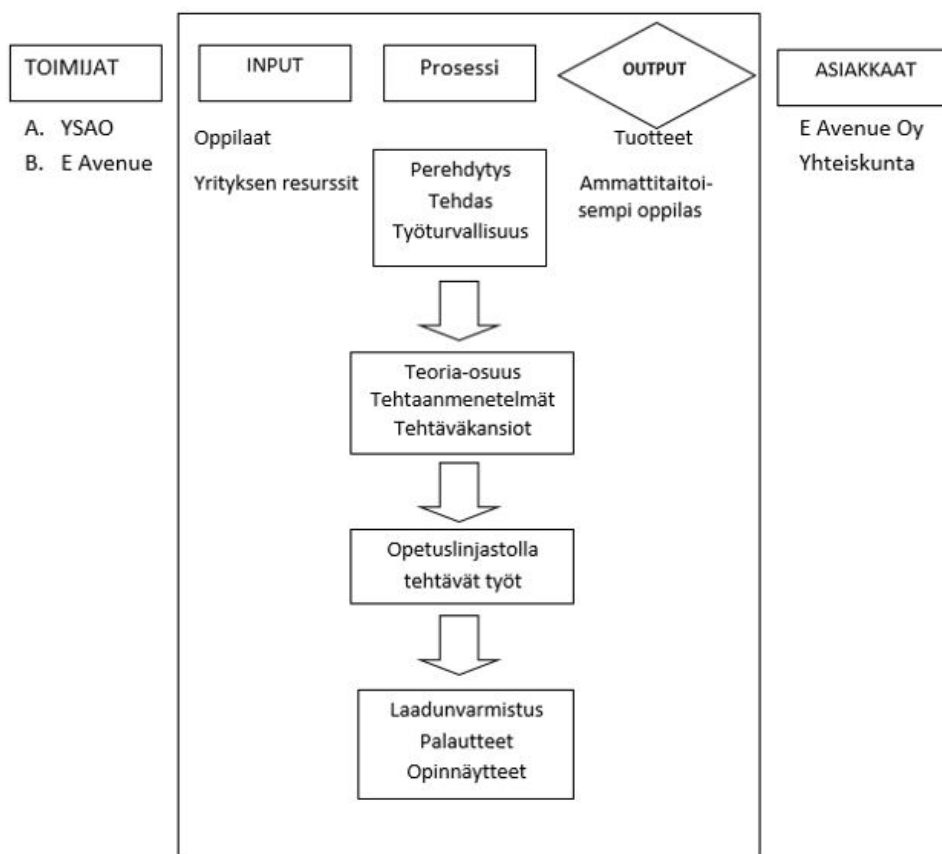 TOIMIJAT
A. YSAO
B. E Avenue
INPUT
Oppilaat
Yrityksen resurssit
Prosessi
Perehdytys
Tehdas
Työturvallisuus
Teoria-osuus
Tehtaanmenetelmät
Tehtäväkansiot
Opetuslinjastolla
tehtävät työt
Laadunvarmistus
Palautteet
Opinnäytteet
OUTPUT
Tuotteet
Ammattitaitoi-
sempi oppilas
ASIAKKAAT
E Avenue Oy
Yhteiskunta